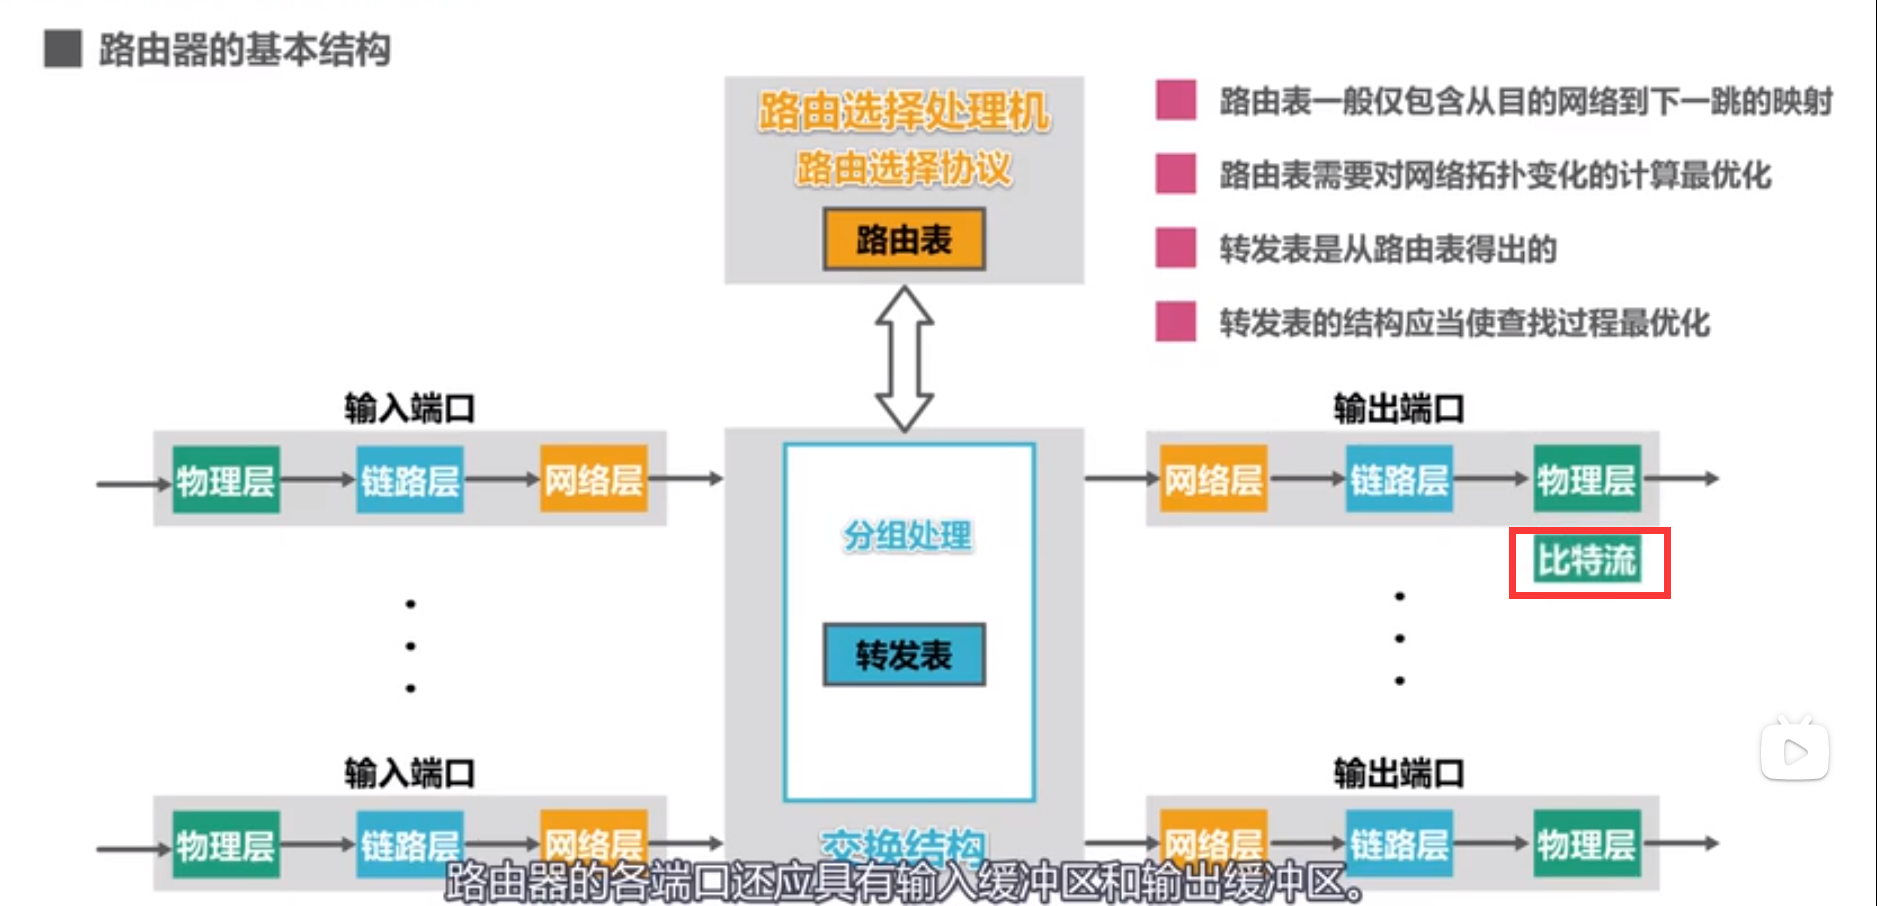 路由器的基本结构
路由选择处理机
路由选择协议
路由表
路由表一般仅包含从目的网络到下一跳的映射
路由表需要对网络拓扑变化的计算最优化
转发表是从路由表得出的
转发表的结构应当使查找过程最优化
输入端口
物理层 链路层 网络层
分组处理
转发表
交换结构
输出端口
网络层 链路层 物理层
比特流
输入端口
物理层 链路层 网络层
输出端口
网络层 链路层 物理层
路由器的各端口还应具有输入缓冲区和输出缓冲区。